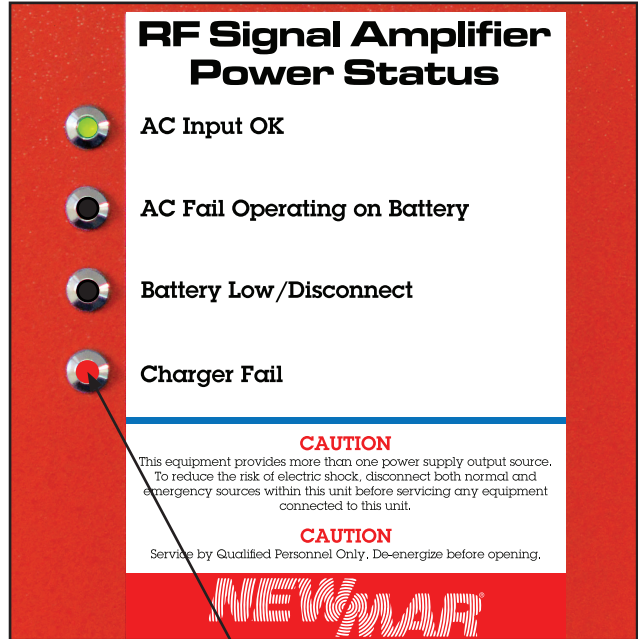 RF Signal Amplifier
Power Status
AC Input OK
AC Fail Operating on Battery
Battery Low/Disconnect
Charger Fail
CAUTION
This equipment provides more than one power supply output source.
To reduce the risk of electric shock, disconnect both normal and
emergency sources within this unit before servicing any equipment
connected to this unit.
CAUTION
Service by Qualified Personnel Only. De-energize before opening.
NEWMAR®